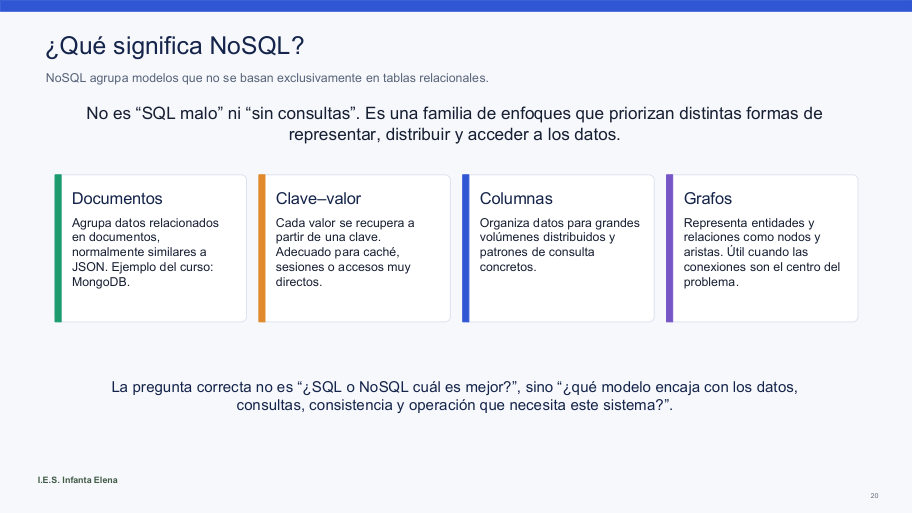 ¿Qué significa NoSQL?
NoSQL agrupa modelos que no se basan exclusivamente en tablas relacionales.
No es “SQL malo” ni “sin consultas”. Es una familia de enfoques que priorizan distintas formas de
representar, distribuir y acceder a los datos.
Documentos
Agrupa datos relacionados
en documentos,
normalmente similares a
JSON. Ejemplo del curso:
MongoDB.
Clave–valor
Cada valor se recupera a
partir de una clave.
Adecuado para caché,
sesiones o accesos muy
directos.
Columnas
Organiza datos para grandes
volúmenes distribuidos y
patrones de consulta
concretos.
Grafos
Representa entidades y
relaciones como nodos y
aristas. Útil cuando las
conexiones son el centro del
problema.
La pregunta correcta no es “¿SQL o NoSQL cuál es mejor?”, sino “¿qué modelo encaja con los datos,
consultas, consistencia y operación que necesita este sistema?”.
I.E.S. Infanta Elena
20